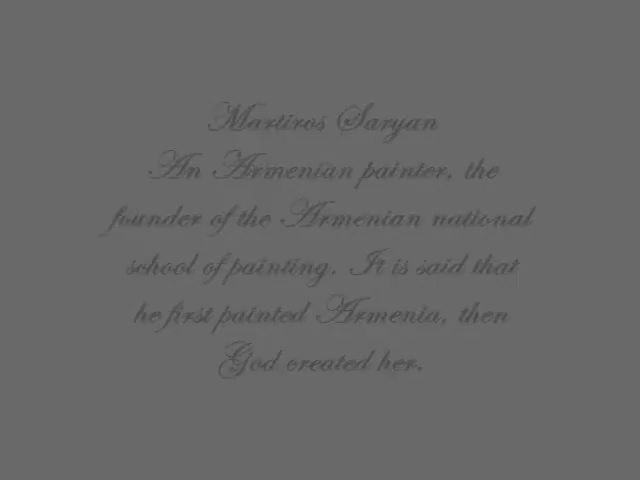 Martiros Saryan
An Armenian painter, the
founder of the Armenian national
school of painting. It is said that
he first painted Armenia, then
God created her.